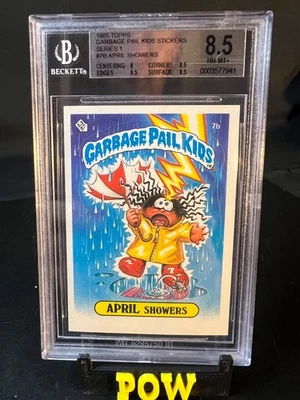 BECKETT®
1985 TOPPS
GARBAGE PAIL KIDS STICKERS
SERIES 1
#7B APRIL SHOWERS
CENTERING 8 CORNERS 8.5
EDGES 8.5 SURFACE 8.5
8.5
NM-MT+
0003577941
7b
GARBAGE PAIL KIDS
APRIL SHOWERS
POW